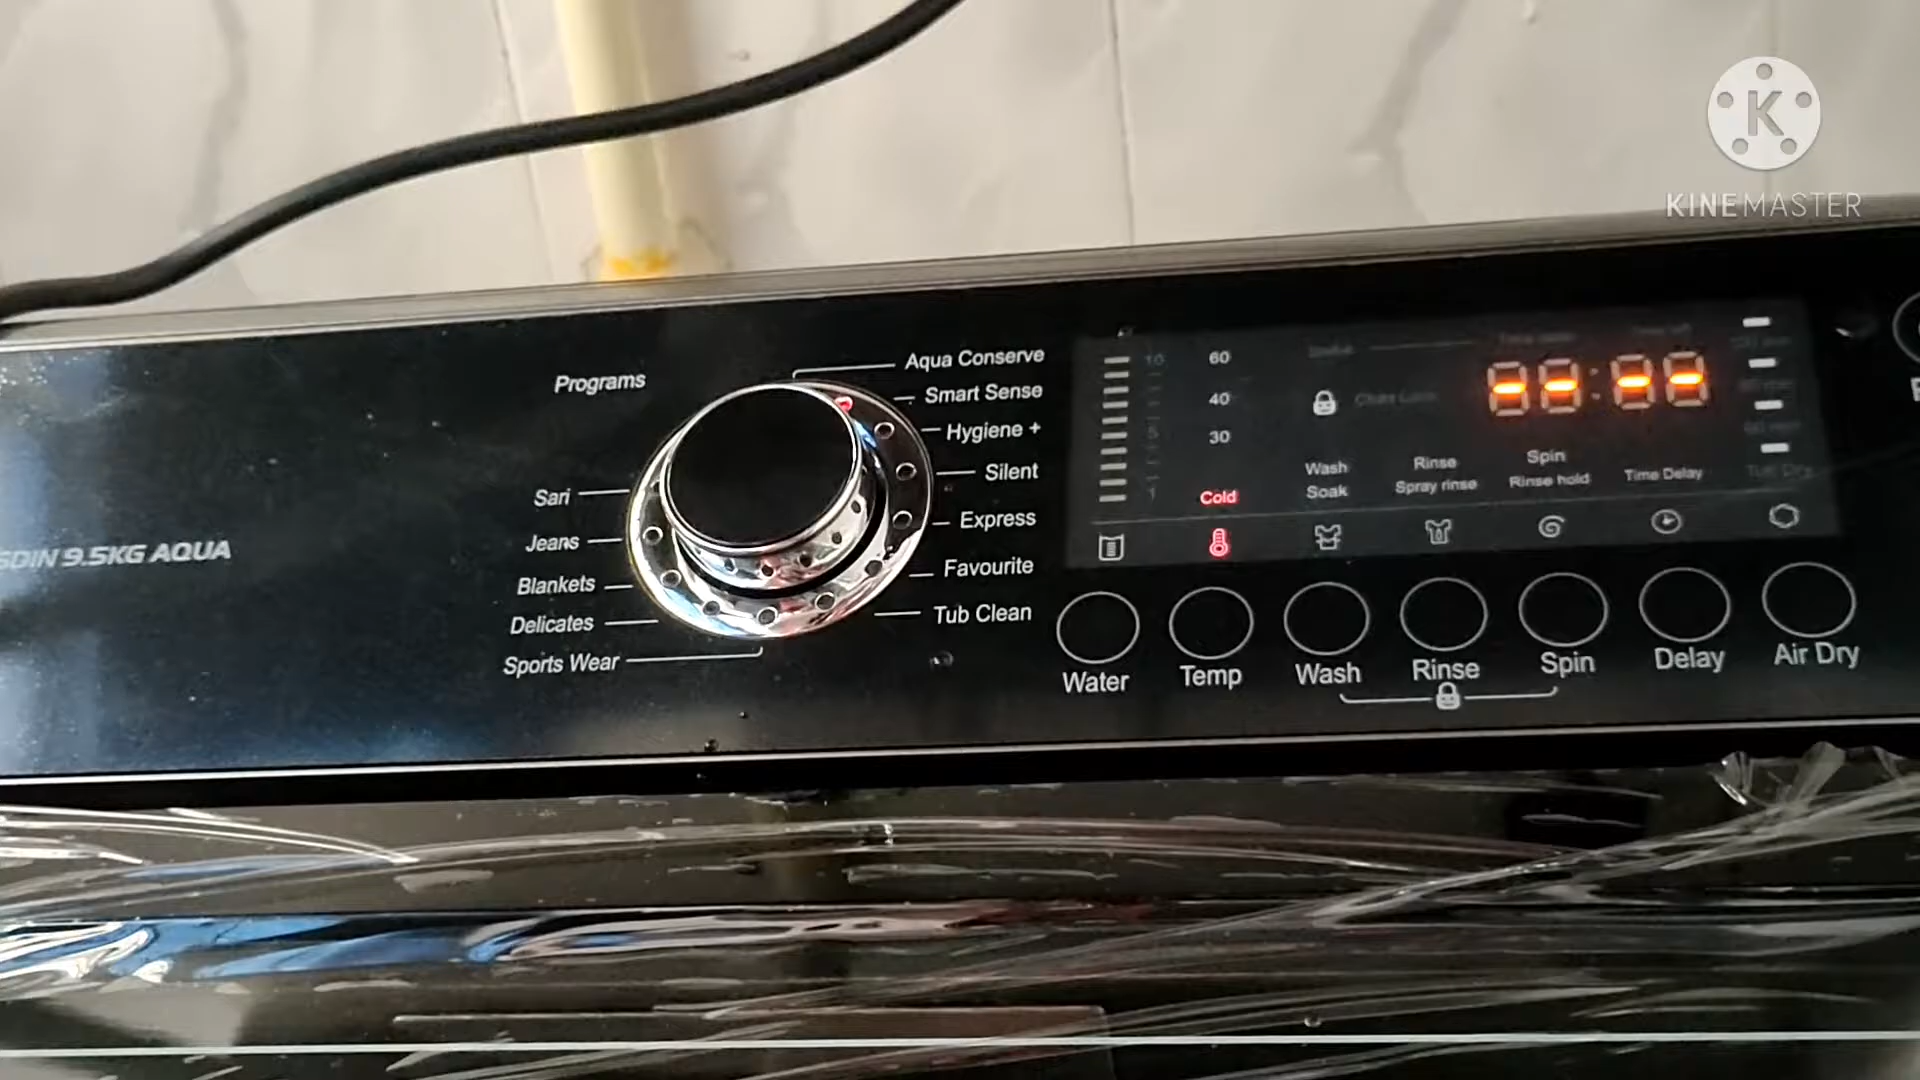 K
KINEMASTER
Programs
Aqua Conserve
Smart Sense
Hygiene +
Silent
Express
Favourite
Tub Clean
Sari
Jeans
Blankets
Delicates
Sports Wear
9.5KG AQUA
10
60
40
30
Cold
Wash
Soak
Rinse
Spray rinse
Spin
Rinse hold
Time Delay
1
Water
Temp
Wash
Rinse
Spin
Delay
Air Dry